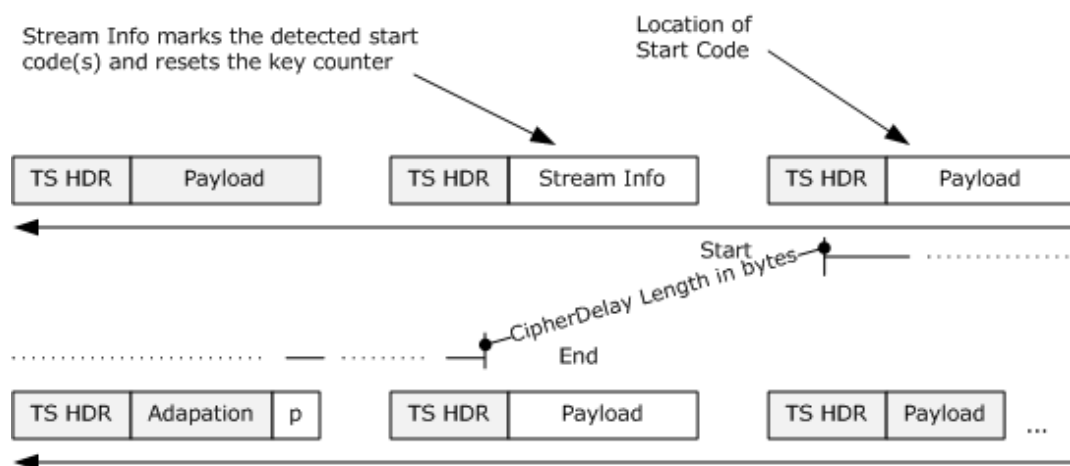 Stream Info marks the detected start
code(s) and resets the key counter
Location of
Start Code
TS HDR Payload TS HDR Stream Info TS HDR Payload
Start
CipherDelay Length in bytes
End
TS HDR Adapation p TS HDR Payload TS HDR Payload ...